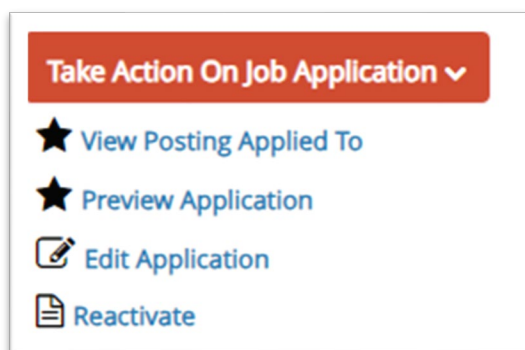 Take Action On Job Application
View Posting Applied To
Preview Application
Edit Application
Reactivate